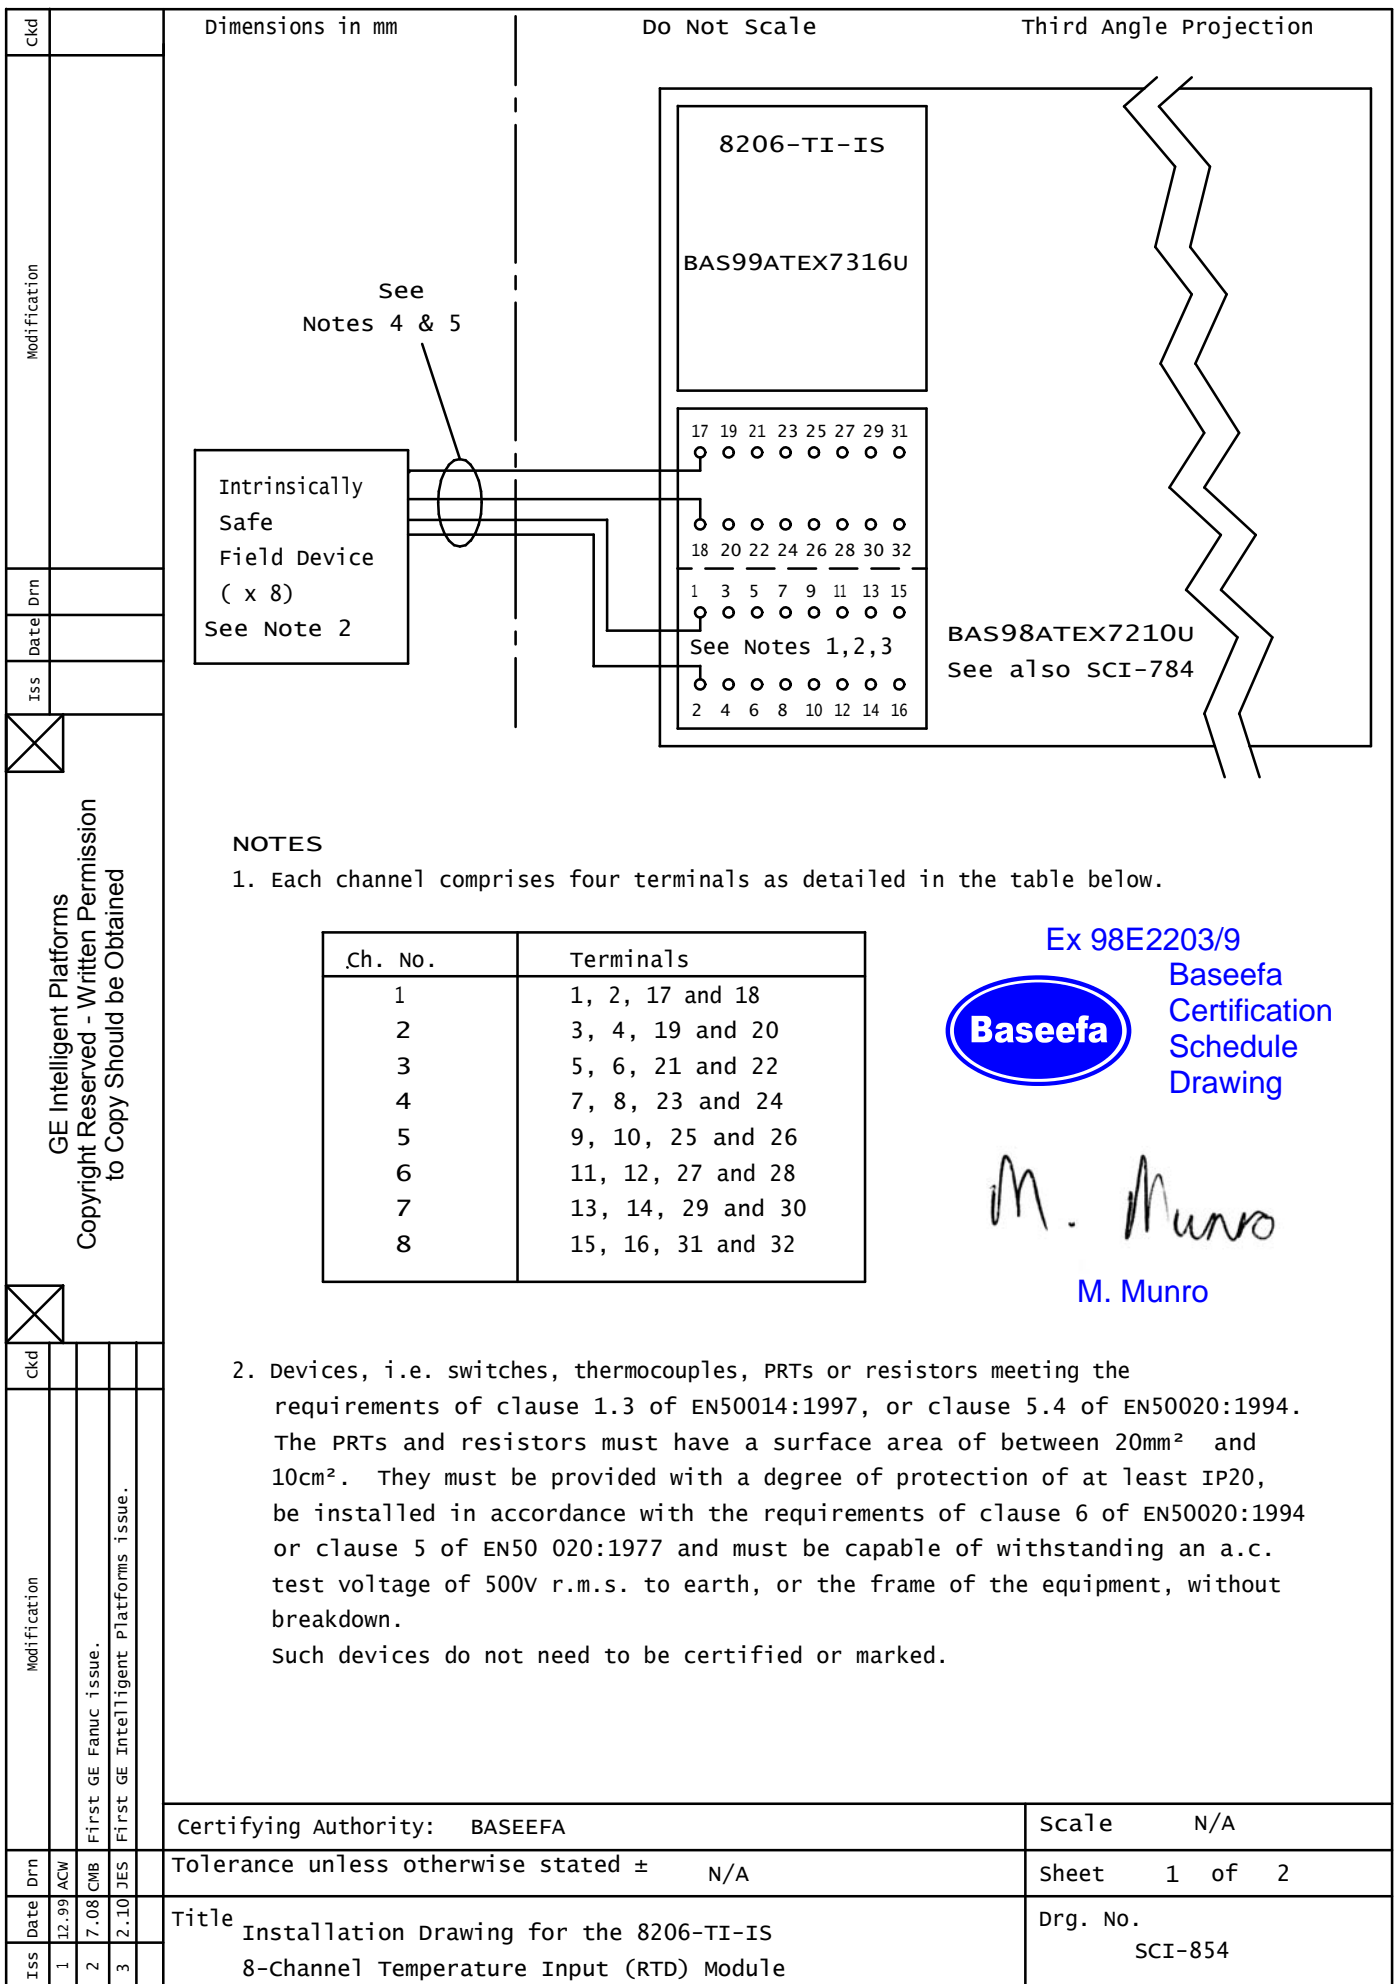 Dimensions in mm
Do Not Scale
Third Angle Projection
8206-TI-IS
BAS99ATEX7316U
See
Notes 4 & 5
17 19 21 23 25 27 29 31
Intrinsically
Safe
Field Device
( x 8)
See Note 2
18 20 22 24 26 28 30 32
1 3 5 7 9 11 13 15
See Notes 1,2,3
2 4 6 8 10 12 14 16
BAS98ATEX7210U
See also SCI-784
NOTES
1. Each channel comprises four terminals as detailed in the table below.
Ch. No. Terminals
1 1, 2, 17 and 18
2 3, 4, 19 and 20
3 5, 6, 21 and 22
4 7, 8, 23 and 24
5 9, 10, 25 and 26
6 11, 12, 27 and 28
7 13, 14, 29 and 30
8 15, 16, 31 and 32
Ex 98E2203/9
Baseefa
Baseefa
Certification
Schedule
Drawing
M. Munro
M. Munro
2. Devices, i.e. switches, thermocouples, PRTs or resistors meeting the
requirements of clause 1.3 of EN50014:1997, or clause 5.4 of EN50020:1994.
The PRTs and resistors must have a surface area of between 20mm² and
10cm². They must be provided with a degree of protection of at least IP20,
be installed in accordance with the requirements of clause 6 of EN50020:1994
or clause 5 of EN50 020:1977 and must be capable of withstanding an a.c.
test voltage of 500V r.m.s. to earth, or the frame of the equipment, without
breakdown.
Such devices do not need to be certified or marked.
Certifying Authority: BASEEFA
Scale N/A
Tolerance unless otherwise stated ± N/A
Sheet 1 of 2
Title
Installation Drawing for the 8206-TI-IS
8-Channel Temperature Input (RTD) Module
Drg. No.
SCI-854
Iss Date Drn Modification ckd
GE Intelligent Platforms
Copyright Reserved - Written Permission
to Copy Should be Obtained
Iss Date Drn Modification ckd
1 12.99 ACW
2 7.08 CMB First GE Fanuc issue.
3 2.10 JES First GE Intelligent Platforms issue.